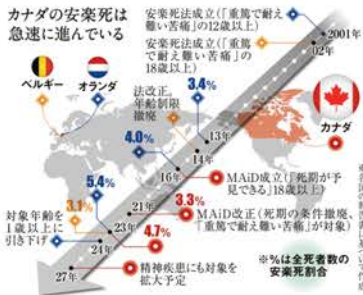 カナダの安楽死は
急速に進んでいる
ベルギー
オランダ
安楽死法成立(「重篤で耐え
難い苦痛」の12歳以上)
安楽死法成立(「重篤で
耐え難い苦痛」の
18歳以上)
2001年
02年
法改正、
年齢制限
撤廃
3.4%
13年
14年
カナダ
4.0%
16年
MAiD成立(「死期が予
見できる」18歳以上)
5.4%
3.3%
21年
MAiD改正(死期の条件撤廃、
「重篤で耐え難い苦痛」が対象)
3.1%
23年
4.7%
対象年齢を
1歳以上に
引き下げ
24年
27年
精神疾患にも対象を
拡大予定
※%は全死者数の
安楽死割合